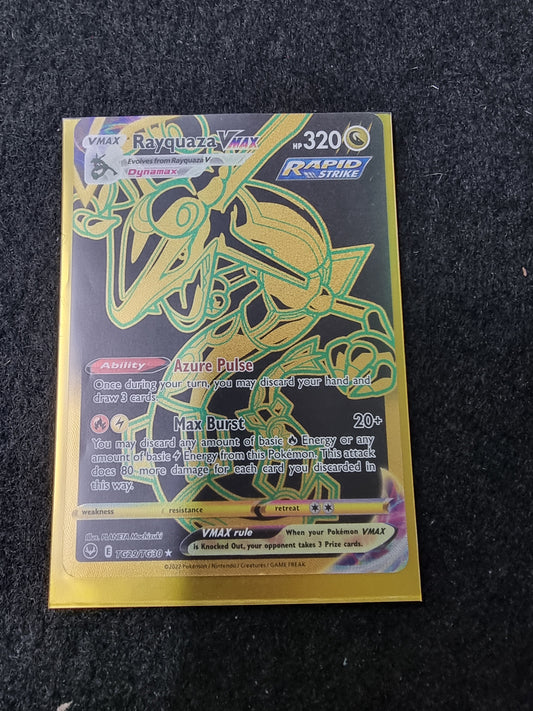 VMAX Rayquaza VMAX HP 320
Evolves from Rayquaza V
Dynamax
RAPID
STRIKE
Ability Azure Pulse
Once during your turn, you may discard your hand and
draw 3 cards.
Max Burst 20+
You may discard any amount of basic Energy or any
amount of basic Energy from this Pokémon. This attack
does 80 more damage for each card you discarded in
this way.
weakness resistance retreat
Illus. PLANETA Mochizuki
VMAX rule When your Pokémon VMAX
is Knocked Out, your opponent takes 3 Prize cards.
E TG29/TG30 ★
©2022 Pokémon / Nintendo / Creatures / GAME FREAK